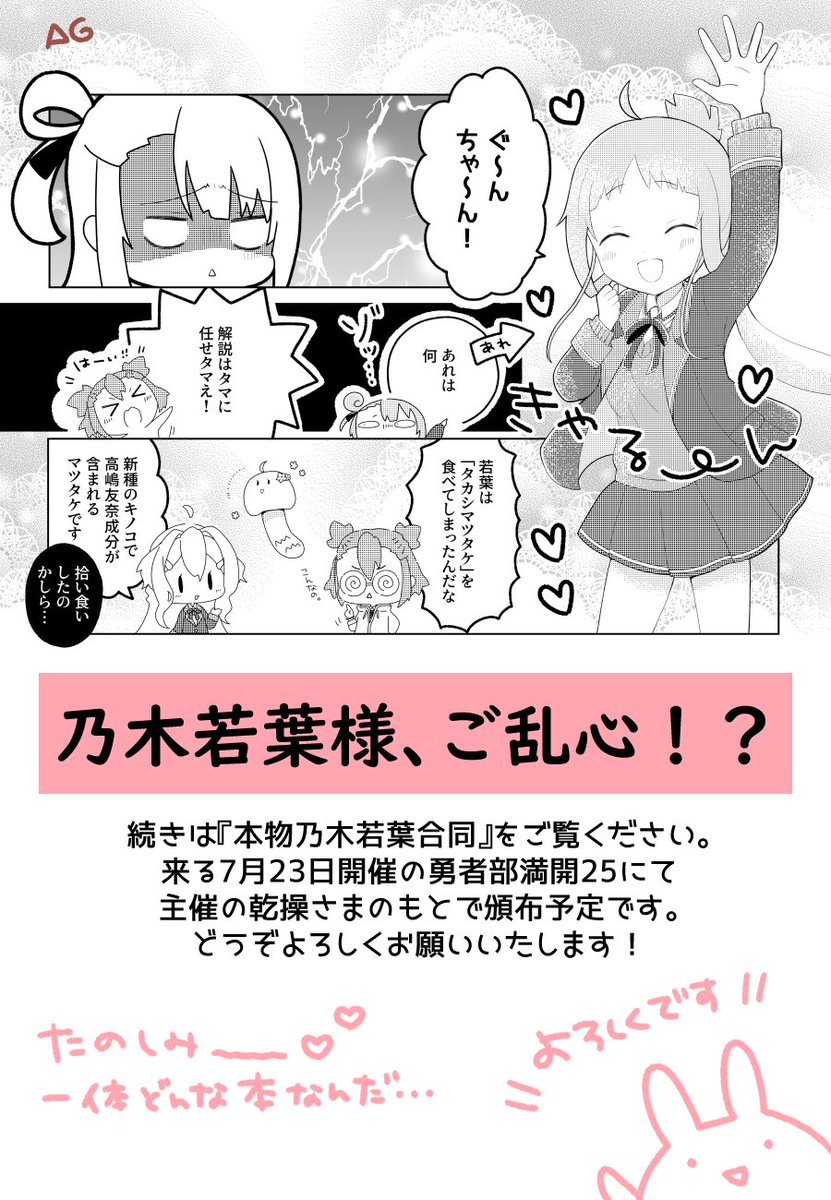 AG
ぐ〜ん
ちゃ〜ん！
きゃる〜ん
あれ
あれは
何
ゾッ…
解説はタマに
任せタマえ！
はーい!!
若葉は
「タカシマツタケ」を
食べてしまったんだな
こんなの。
新種のキノコで
高嶋友奈成分が
含まれる
マツタケです
拾い食い
したの
かしら…
乃木若葉様、ご乱心！？
続きは『本物乃木若葉合同』をご覧ください。
来る7月23日開催の勇者部満開25にて
主催の乾操さまのもとで頒布予定です。
どうぞよろしくお願いいたします！
よろしくです!!
たのしみ__♡♡
一体どんな本なんだ…